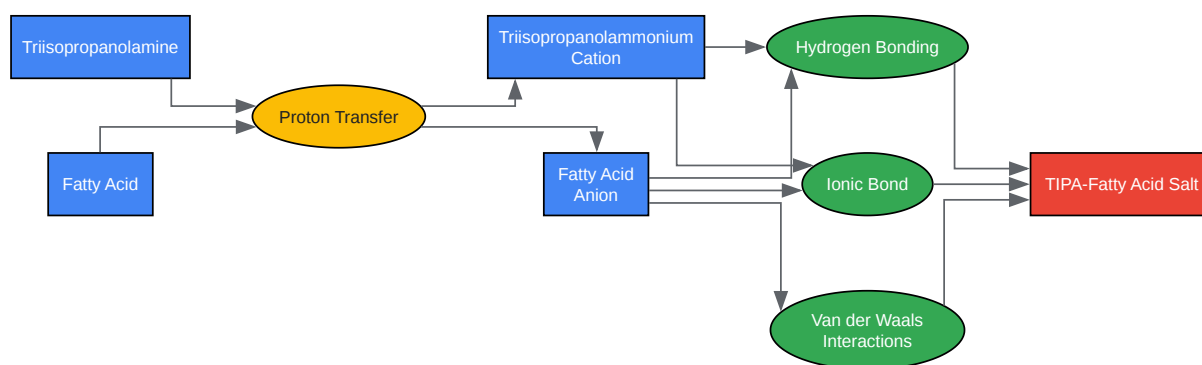 Triisopropanolamine
Triisopropanolammonium
Cation
Hydrogen Bonding
Proton Transfer
Fatty Acid
Fatty Acid
Anion
Ionic Bond
TIPA-Fatty Acid Salt
Van der Waals
Interactions